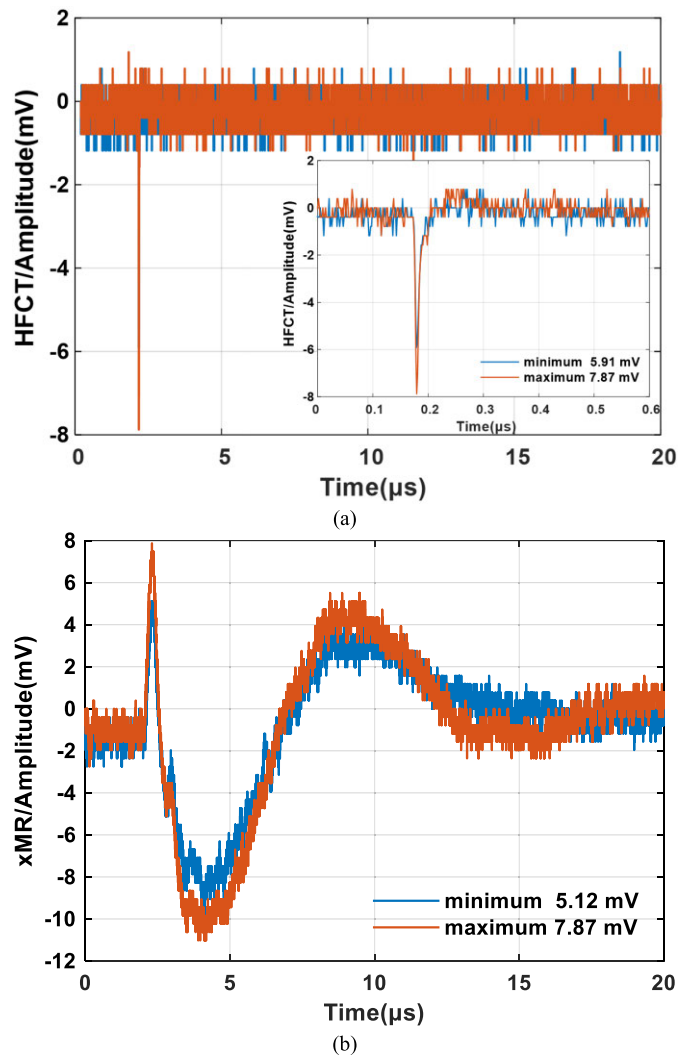 2
0
-2
-4
-6
-8
HFCT/Amplitude(mV)
0
-2
-4
-6
-8
HFCT/Amplitude(mV)
minimum 5.91 mV
maximum 7.87 mV
0 0.1 0.2 0.3 0.4 0.5 0.6
Time(µs)
0 5 10 15 20
Time(µs)
(a)
8
6
4
2
0
-2
-4
-6
-8
-10
-12
xMR/Amplitude(mV)
minimum 5.12 mV
maximum 7.87 mV
0 5 10 15 20
Time(µs)
(b)